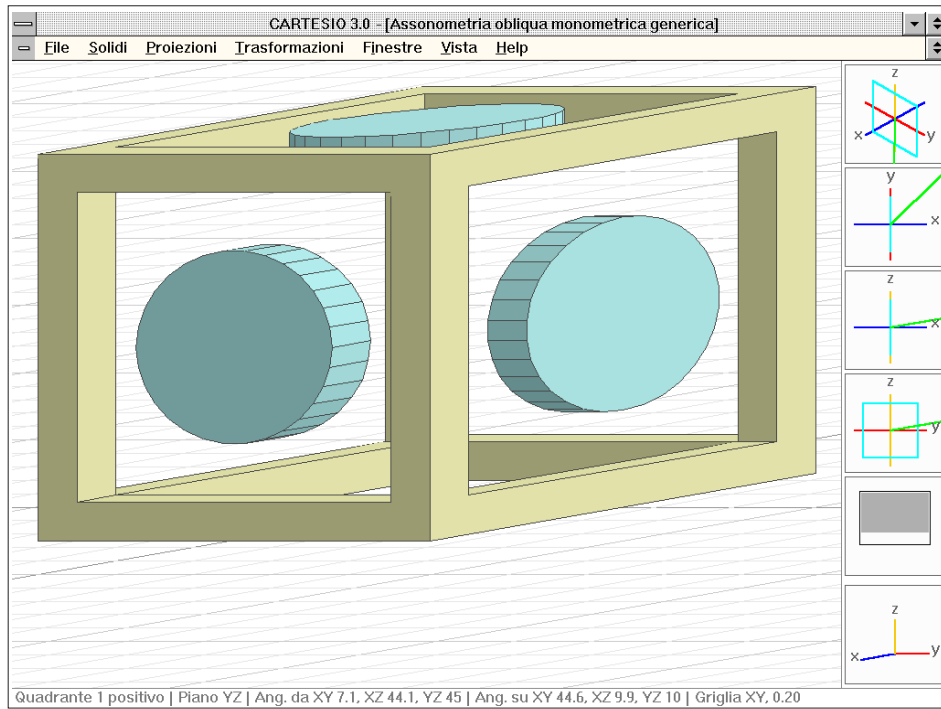 CARTESIO 3.0 - [Assonometria obliqua monometrica generica]
File Solidi Proiezioni Trasformazioni Finestre Vista Help
z
x y
y
x
z
x
z
y
z
x y
Quadrante 1 positivo | Piano YZ | Ang. da XY 7.1, XZ 44.1, YZ 45 | Ang. su XY 44.6, XZ 9.9, YZ 10 | Griglia XY, 0.20